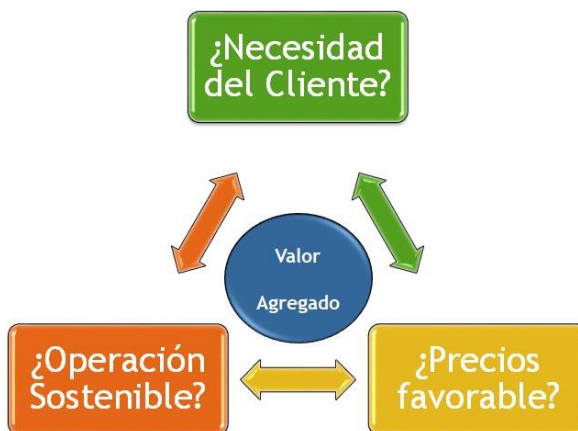 ¿Necesidad
del Cliente?
Valor
Agregado
¿Operación
Sostenible?
¿Precios
favorable?